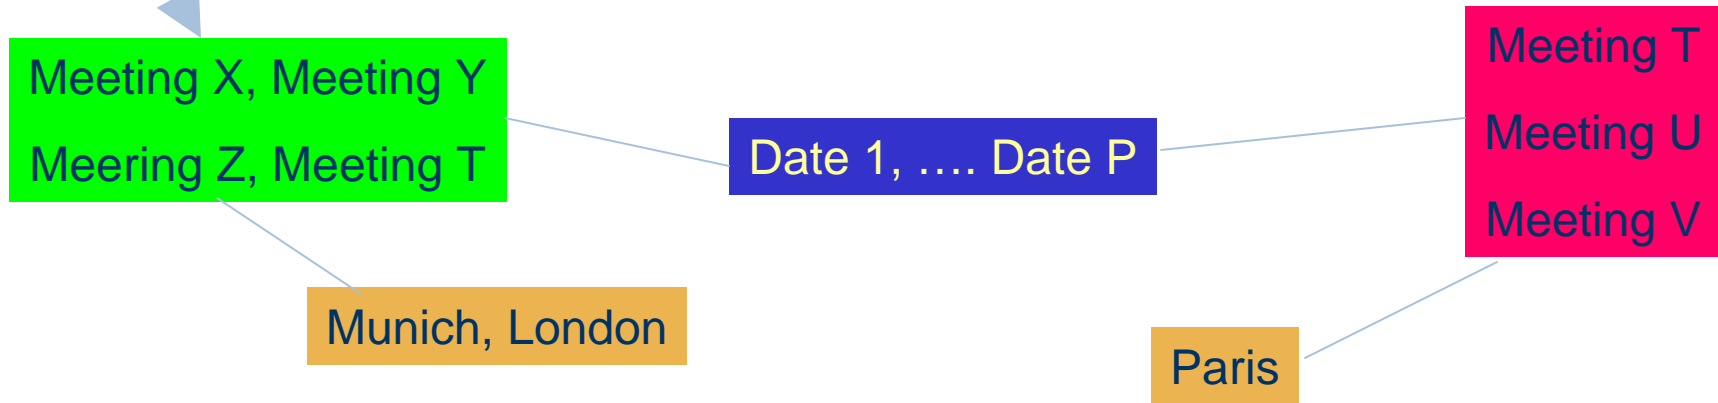 Meeting X, Meeting Y
Meering Z, Meeting T
Date 1, .... Date P
Meeting T
Meeting U
Meeting V
Munich, London
Paris